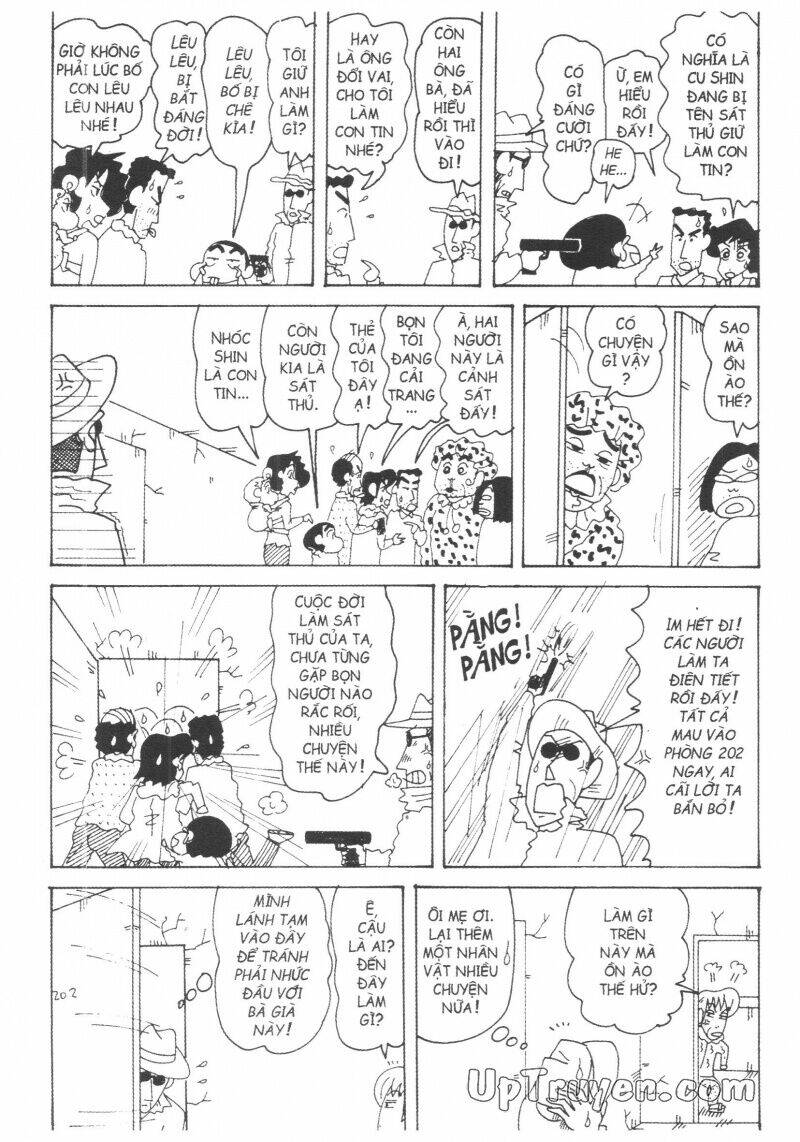 CÓ
NGHĨA LÀ
CU SHIN
ĐANG BỊ
TÊN SÁT
THỦ GIỮ
LÀM CON
TIN?
Ừ, EM
HIỂU
RỒI
ĐẤY!
HE
HE...
CÓ
GÌ
ĐÁNG
CƯỜI
CHỨ?
CÒN
HAI
ÔNG
BÀ, ĐÃ
HIỂU
RỒI THÌ
VÀO
ĐI!
HAY
LÀ ÔNG
ĐỔI VAI,
CHO TÔI
LÀM
CON TIN
NHÉ?
TÔI
GIỮ
ANH
LÀM
GÌ?
LÊU
LÊU,
BỐ BỊ
CHÊ
KÌA!
LÊU
LÊU,
BỊ
BẮT
ĐÁNG
ĐỜI!
GIỜ KHÔNG
PHẢI LÚC BỐ
CON LÊU
LÊU NHAU
NHÉ!
SAO
MÀ
ỒN
ÀO
THẾ?
CÓ
CHUYỆN
GÌ VẬY
?
À, HAI
NGƯỜI
NÀY LÀ
CẢNH
SÁT
ĐẤY!
BỌN
TÔI
ĐANG
CẢI
TRANG
...
THẺ
CỦA
TÔI
ĐÂY
Ạ!
CÒN
NGƯỜI
KIA LÀ
SÁT
THỦ.
NHÓC
SHIN
LÀ CON
TIN...
IM HẾT ĐI!
CÁC NGƯỜI
LÀM TA
ĐIÊN TIẾT
RỒI ĐẤY!
TẤT CẢ
MAU VÀO
PHÒNG 202
NGAY, AI
CÃI LỜI TA
BẮN BỎ!
PẰNG!
PẰNG!
CUỘC ĐỜI
LÀM SÁT
THỦ CỦA TA,
CHƯA TỪNG
GẶP BỌN
NGƯỜI NÀO
RẮC RỐI,
NHIỀU
CHUYỆN
THẾ NÀY!
LÀM GÌ
TRÊN
NÀY MÀ
ỒN ÀO
THẾ HỬ?
ÔI MẸ ƠI.
LẠI THÊM
MỘT NHÂN
VẬT NHIỀU
CHUYỆN
NỮA!
Ê,
CẬU
LÀ AI?
ĐẾN
ĐÂY
LÀM
GÌ?
MÌNH
LÁNH TẠM
VÀO ĐÂY
ĐỂ TRÁNH
PHẢI NHỨC
ĐẦU VỚI
BÀ GIÀ
NÀY!
202
UpTruyen.com